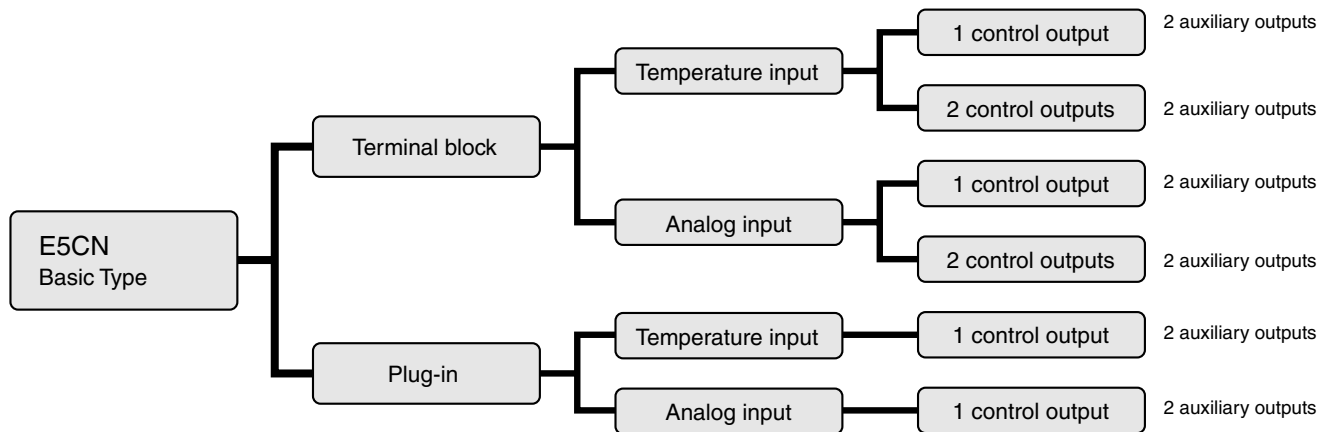 E5CN
Basic Type
Terminal block
Temperature input
1 control output
2 auxiliary outputs
2 control outputs
2 auxiliary outputs
Analog input
1 control output
2 auxiliary outputs
2 control outputs
2 auxiliary outputs
Plug-in
Temperature input
1 control output
2 auxiliary outputs
Analog input
1 control output
2 auxiliary outputs